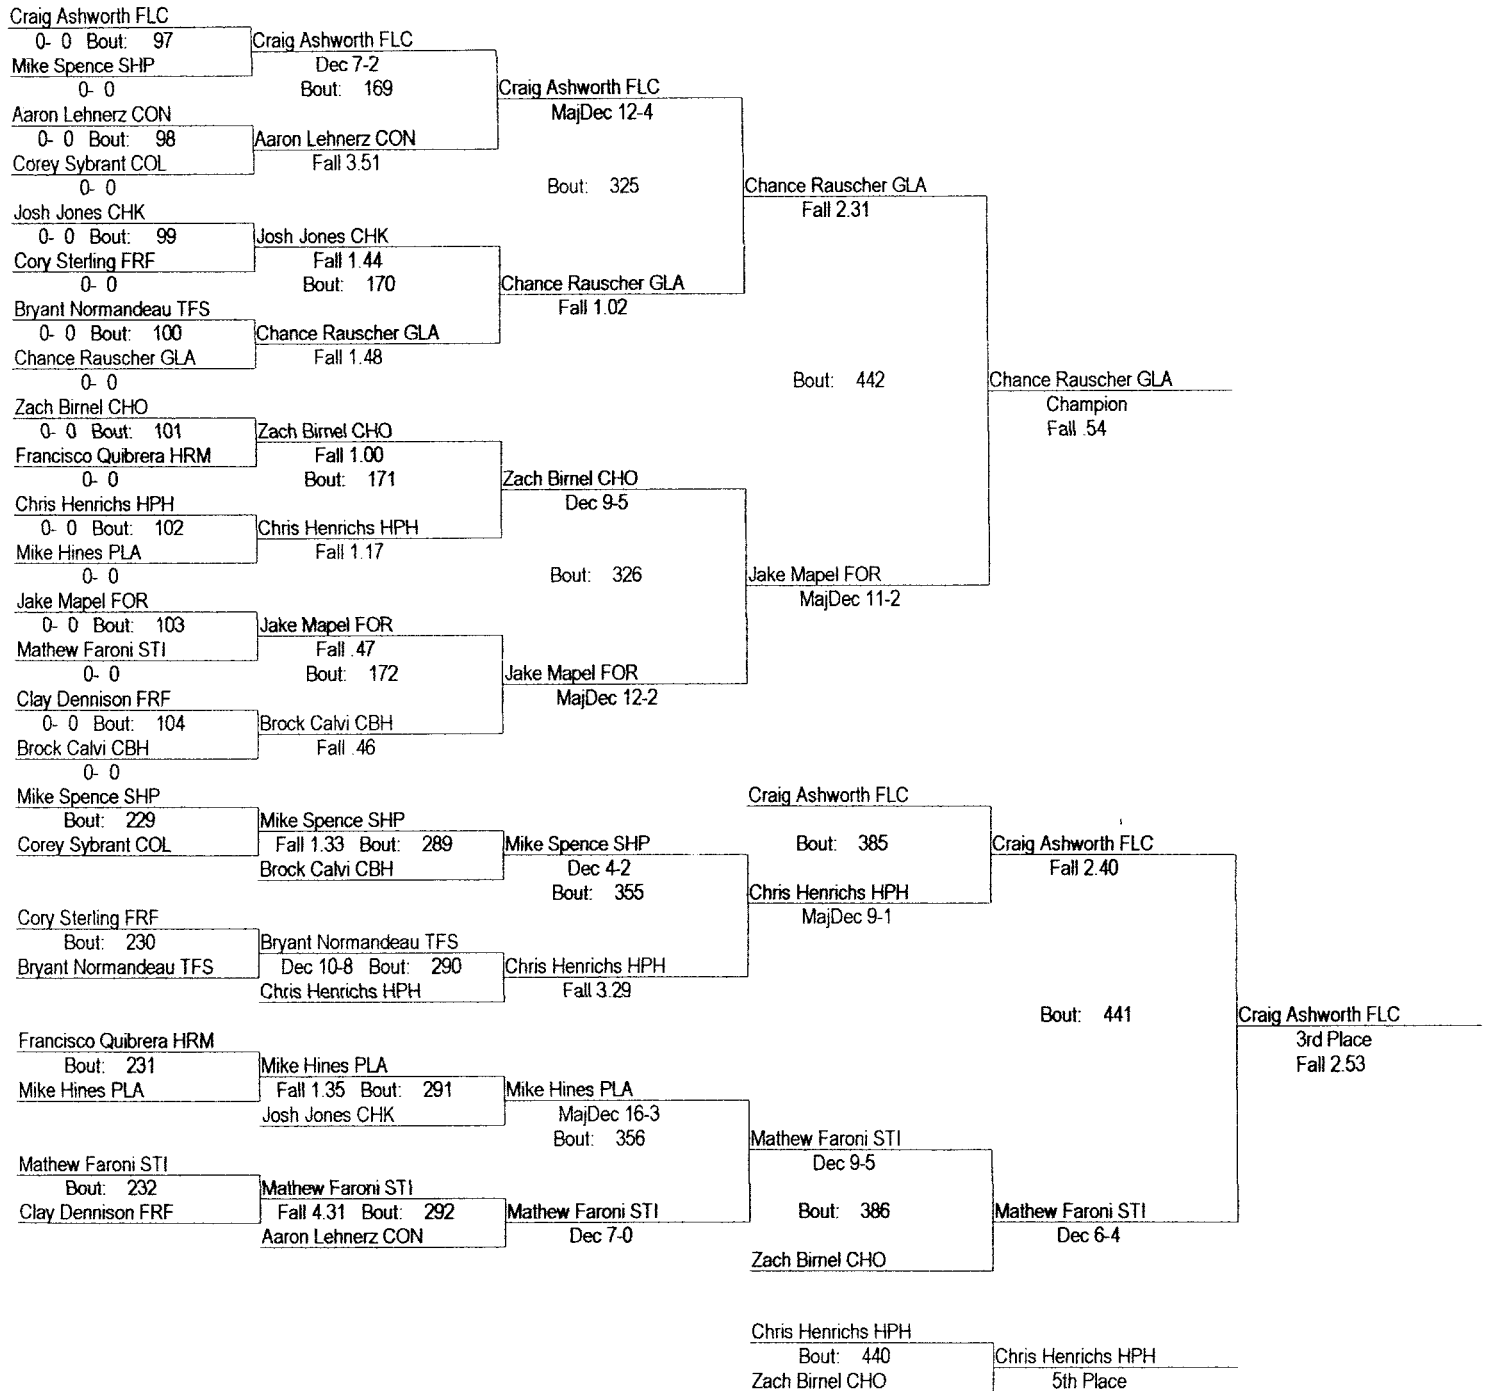 Craig Ashworth FLC
0- 0 Bout: 97
Mike Spence SHP
0- 0
Aaron Lehnerz CON
0- 0 Bout: 98
Corey Sybrant COL
0- 0
Josh Jones CHK
0- 0 Bout: 99
Cory Sterling FRF
0- 0
Bryant Normandeau TFS
0- 0 Bout: 100
Chance Rauscher GLA
0- 0
Zach Birnel CHO
0- 0 Bout: 101
Francisco Quibrera HRM
0- 0
Chris Henrichs HPH
0- 0 Bout: 102
Mike Hines PLA
0- 0
Jake Mapel FOR
0- 0 Bout: 103
Mathew Faroni STI
0- 0
Clay Dennison FRF
0- 0 Bout: 104
Brock Calvi CBH
0- 0
Craig Ashworth FLC
Dec 7-2
Bout: 169
Aaron Lehnerz CON
Fall 3.51
Josh Jones CHK
Fall 1.44
Bout: 170
Chance Rauscher GLA
Fall 1.48
Zach Birnel CHO
Fall 1.00
Bout: 171
Chris Henrichs HPH
Fall 1.17
Jake Mapel FOR
Fall .47
Bout: 172
Brock Calvi CBH
Fall .46
Craig Ashworth FLC
MajDec 12-4
Bout: 325
Chance Rauscher GLA
Fall 1.02
Zach Birnel CHO
Dec 9-5
Bout: 326
Jake Mapel FOR
MajDec 12-2
Chance Rauscher GLA
Fall 2.31
Bout: 442
Jake Mapel FOR
MajDec 11-2
Chance Rauscher GLA
Champion
Fall .54
Mike Spence SHP
Bout: 229
Corey Sybrant COL
Cory Sterling FRF
Bout: 230
Bryant Normandeau TFS
Francisco Quibrera HRM
Bout: 231
Mike Hines PLA
Mathew Faroni STI
Bout: 232
Clay Dennison FRF
Mike Spence SHP
Fall 1.33 Bout: 289
Brock Calvi CBH
Bryant Normandeau TFS
Dec 10-8 Bout: 290
Chris Henrichs HPH
Mike Hines PLA
Fall 1.35 Bout: 291
Josh Jones CHK
Mathew Faroni STI
Fall 4.31 Bout: 292
Aaron Lehnerz CON
Mike Spence SHP
Dec 4-2
Bout: 355
Chris Henrichs HPH
Fall 3.29
Mike Hines PLA
MajDec 16-3
Bout: 356
Mathew Faroni STI
Dec 7-0
Craig Ashworth FLC
Bout: 385
Chris Henrichs HPH
MajDec 9-1
Mathew Faroni STI
Dec 9-5
Bout: 386
Zach Birnel CHO
Craig Ashworth FLC
Fall 2.40
Bout: 441
Mathew Faroni STI
Dec 6-4
Craig Ashworth FLC
3rd Place
Fall 2.53
Chris Henrichs HPH
Bout: 440
Zach Birnel CHO
Chris Henrichs HPH
5th Place